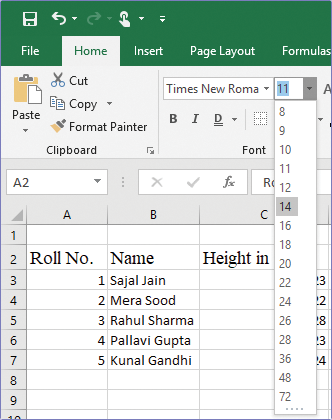 File Home Insert Page Layout Formulas
Cut
Copy
Format Painter
Paste
Clipboard
Times New Roma 11
B I U
Font
8
9
10
11
12
14
16
18
20
22
24
26
28
36
48
72
A2 fx
A B C
1
2 Roll No. Name Height in
3 1 Sajal Jain 23
4 2 Mera Sood 22
5 3 Rahul Sharma 28
6 4 Pallavi Gupta 23
7 5 Kunal Gandhi 24
8
9
10